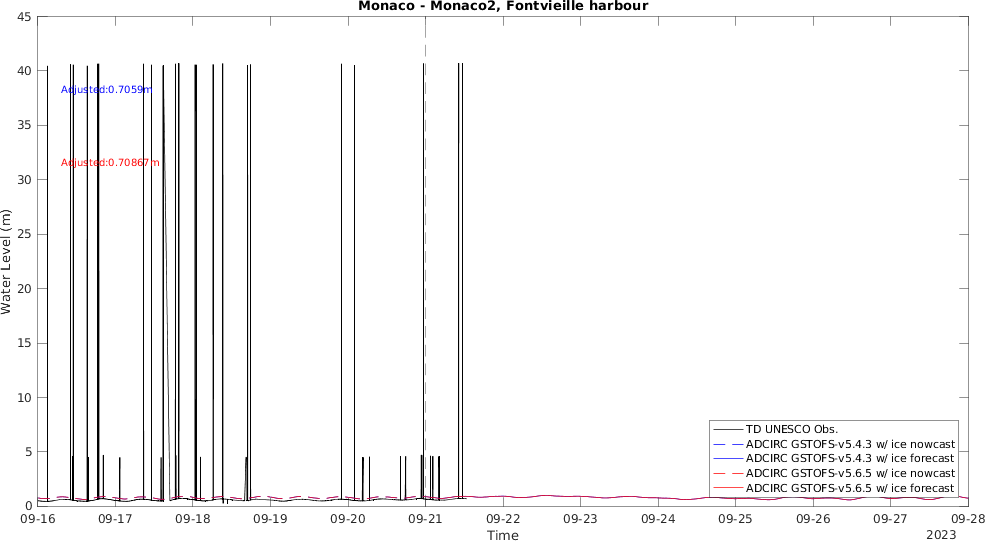 Monaco - Monaco2, Fontvieille harbour
45
40
35
30
25
20
15
10
5
0
Water Level (m)
Adjusted:0.7059m
Adjusted:0.70867m
TD UNESCO Obs.
ADCIRC GSTOFS-v5.4.3 w/ ice nowcast
ADCIRC GSTOFS-v5.4.3 w/ ice forecast
ADCIRC GSTOFS-v5.6.5 w/ ice nowcast
ADCIRC GSTOFS-v5.6.5 w/ ice forecast
09-16 09-17 09-18 09-19 09-20 09-21 09-22 09-23 09-24 09-25 09-26 09-27 09-28
Time
2023